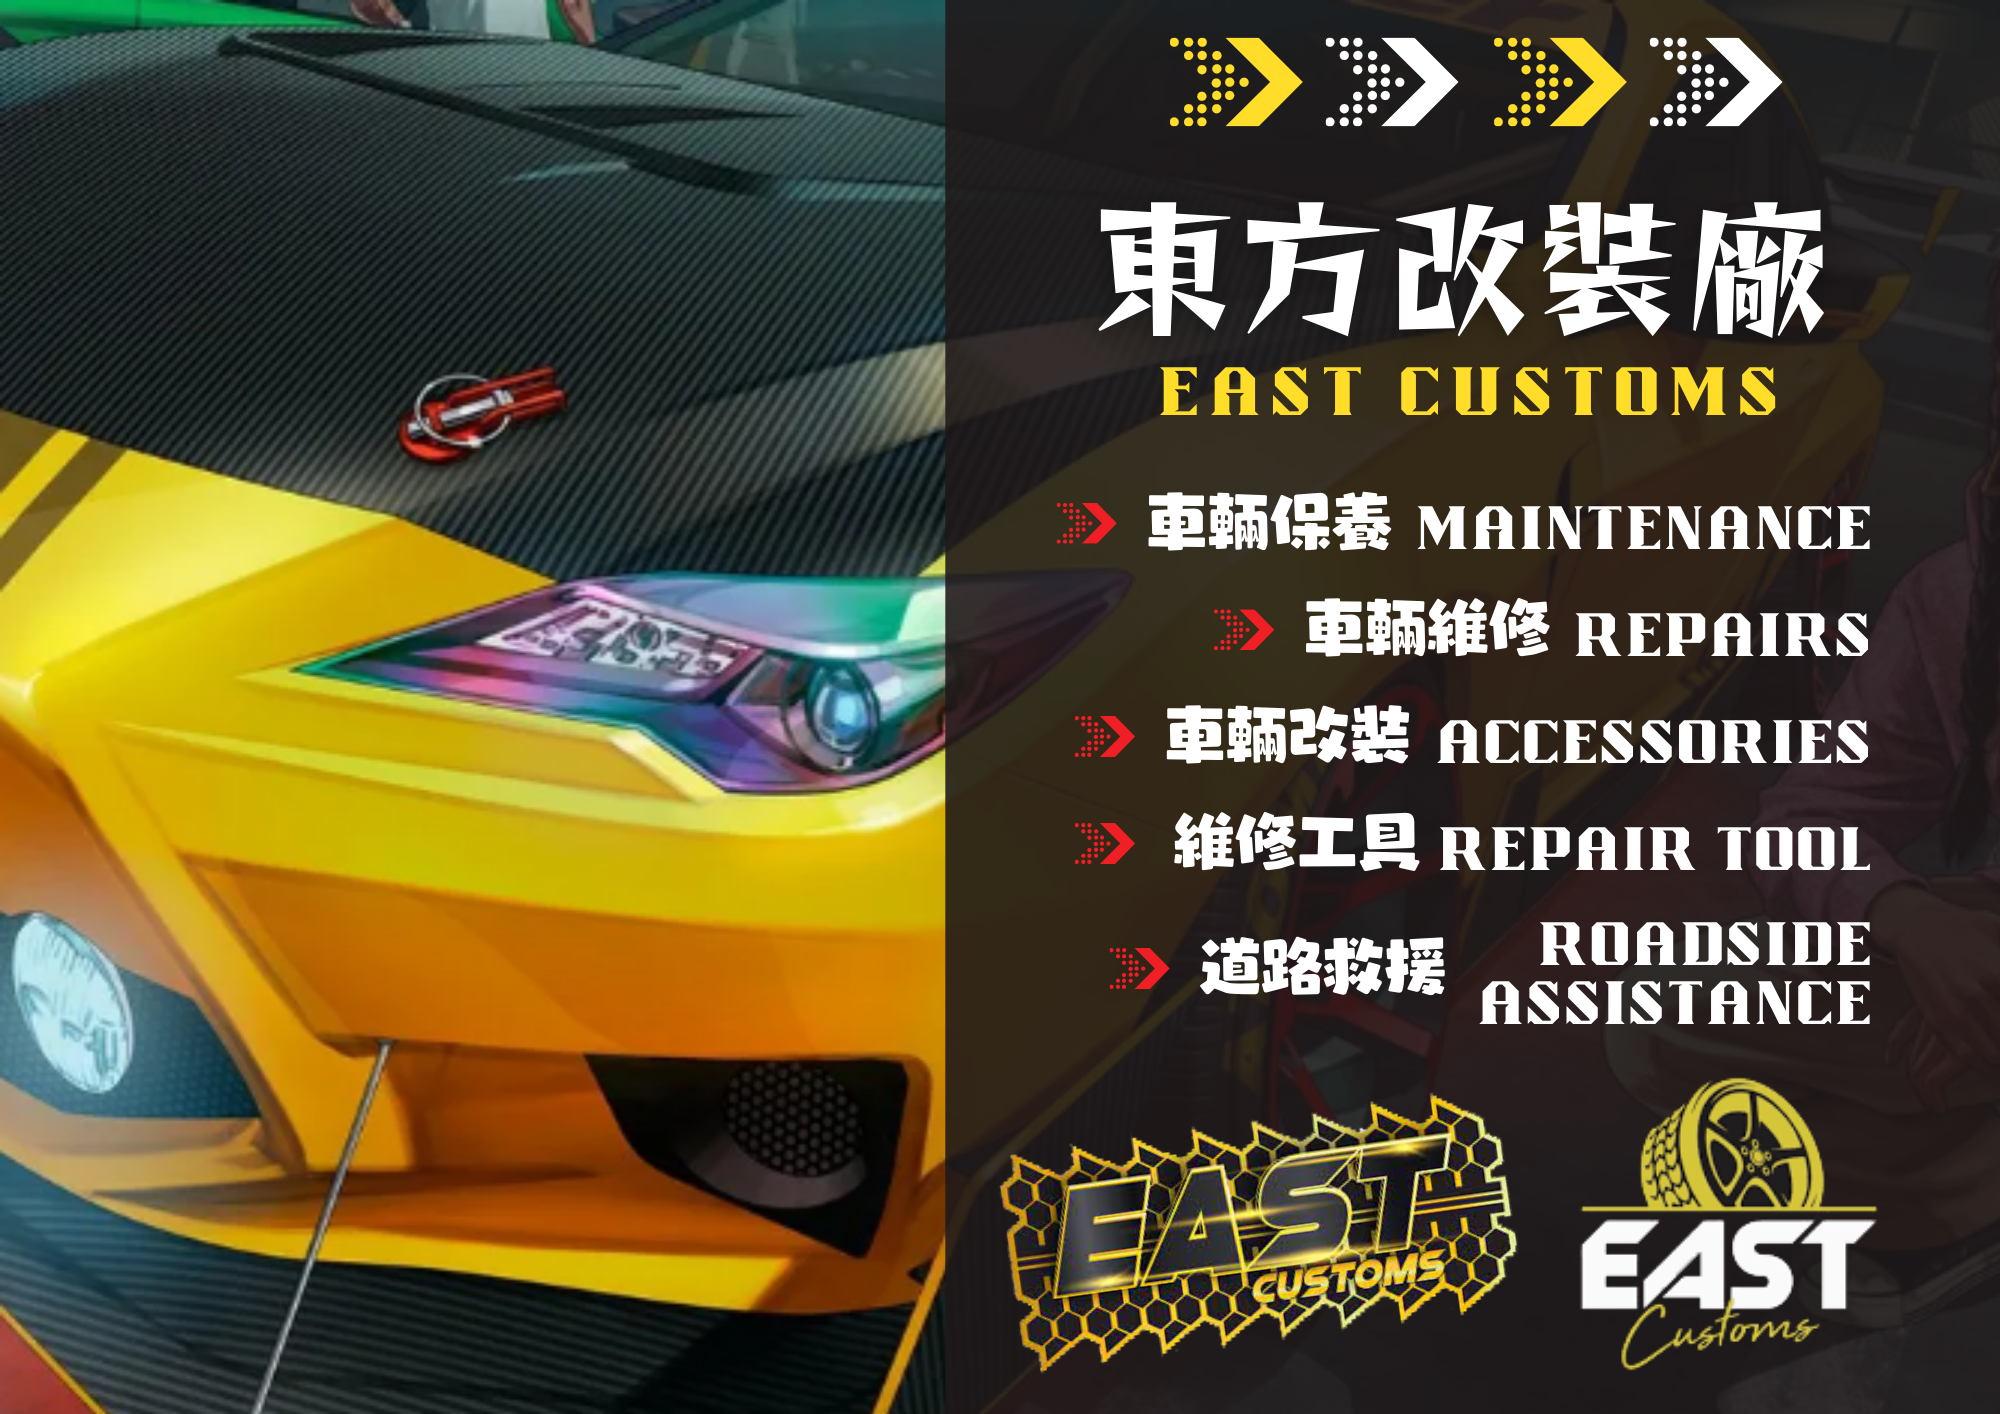 東方改裝廠
EAST CUSTOMS
車輛保養 MAINTENANCE
車輛維修 REPAIRS
車輛改裝 ACCESSORIES
維修工具 REPAIR TOOL
道路救援 ROADSIDE
ASSISTANCE
EAST
CUSTOMS
EAST
Customs